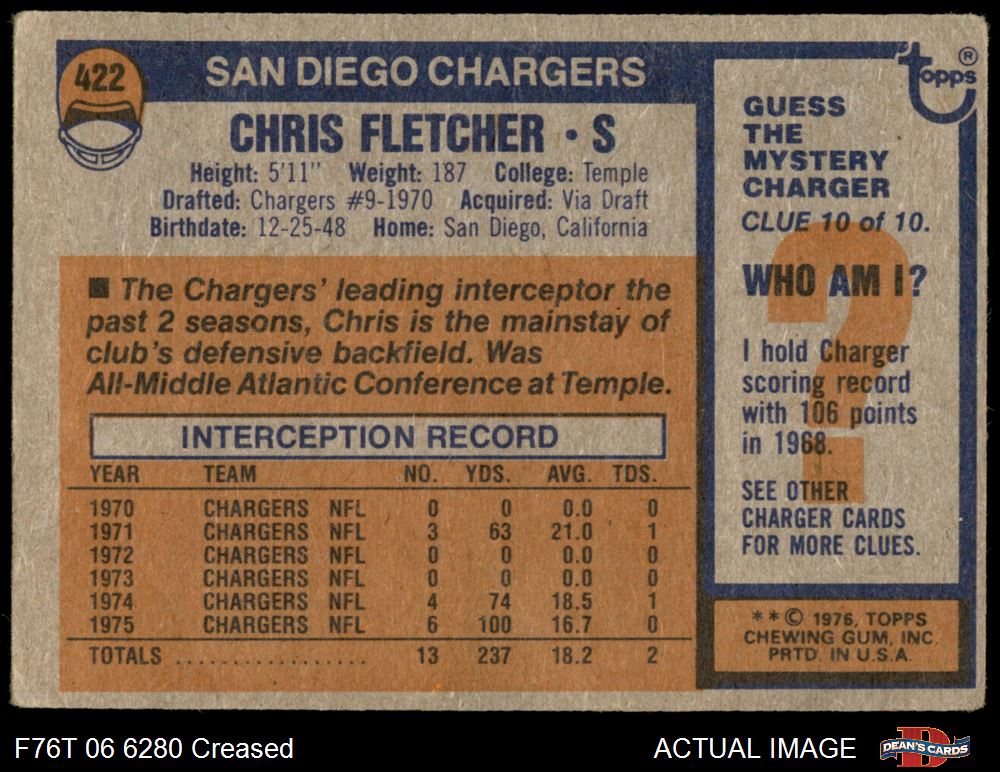 422
SAN DIEGO CHARGERS
CHRIS FLETCHER • S
Height: 5'11" Weight: 187 College: Temple
Drafted: Chargers #9-1970 Acquired: Via Draft
Birthdate: 12-25-48 Home: San Diego, California
■ The Chargers' leading interceptor the
past 2 seasons, Chris is the mainstay of
club's defensive backfield. Was
All-Middle Atlantic Conference at Temple.
INTERCEPTION RECORD
YEAR TEAM NO. YDS. AVG. TDS.
1970 CHARGERS NFL 0 0 0.0 0
1971 CHARGERS NFL 3 63 21.0 1
1972 CHARGERS NFL 0 0 0.0 0
1973 CHARGERS NFL 0 0 0.0 0
1974 CHARGERS NFL 4 74 18.5 1
1975 CHARGERS NFL 6 100 16.7 0
TOTALS .................. 13 237 18.2 2
topps ®
GUESS
THE
MYSTERY
CHARGER
CLUE 10 of 10.
WHO AM I?
?
I hold Charger
scoring record
with 106 points
in 1968.
SEE OTHER
CHARGER CARDS
FOR MORE CLUES.
**© 1976, TOPPS
CHEWING GUM, INC.
PRTD. IN U.S.A.
F76T 06 6280 Creased
ACTUAL IMAGE
DEAN'S CARDS